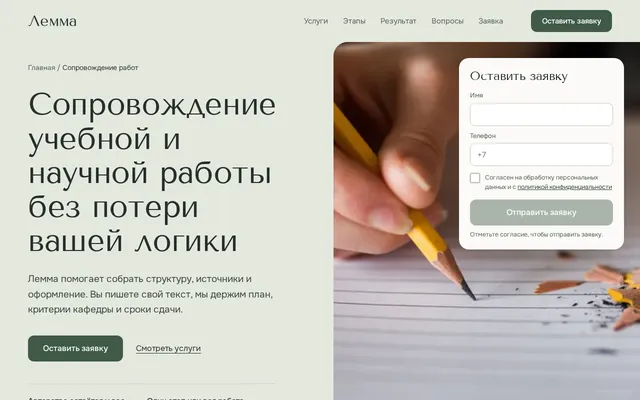 Лемма
Услуги
Этапы
Результат
Вопросы
Заявка
Оставить заявку
Главная / Сопровождение работ
Сопровождение
учебной и
научной работы
без потери
вашей логики
Лемма помогает собрать структуру, источники и
оформление. Вы пишете свой текст, мы держим план,
критерии кафедры и сроки сдачи.
Оставить заявку
Смотреть услуги
Оставить заявку
Имя
Телефон
+7
Согласен на обработку персональных
данных и с политикой конфиденциальности
Отправить заявку
Отметьте согласие, чтобы отправить заявку.